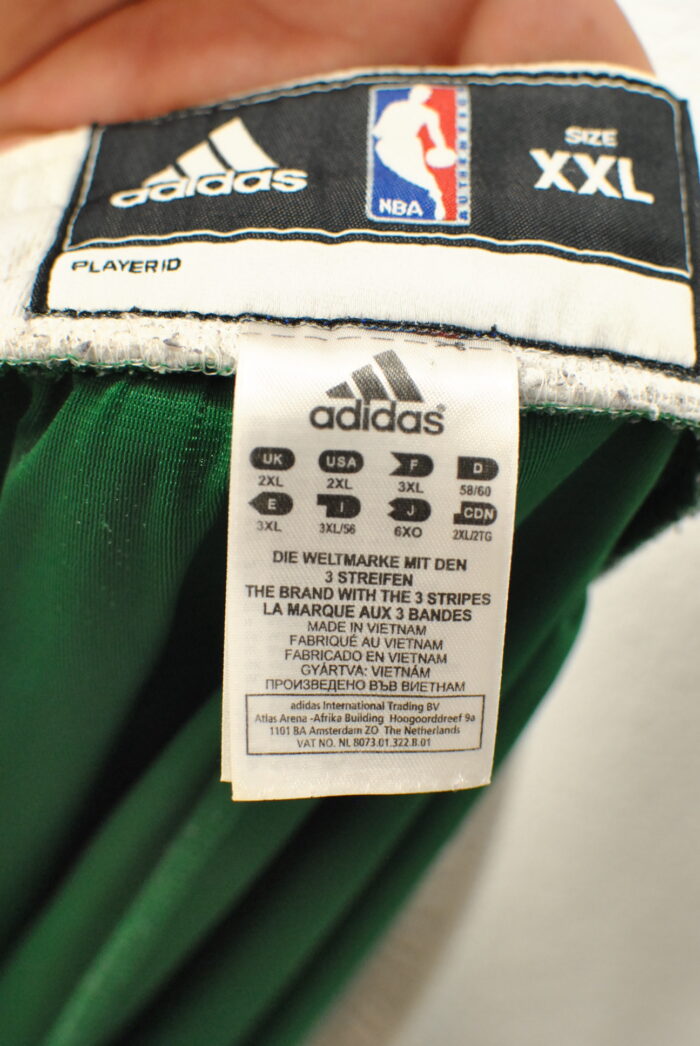 adidas
NBA
AUTHENTICS
SIZE
XXL
PLAYER ID
adidas®
UK USA F D
2XL 2XL 3XL 58/60
E I J CDN
3XL 3XL/56 6XO 2XL/2TG
DIE WELTMARKE MIT DEN
3 STREIFEN
THE BRAND WITH THE 3 STRIPES
LA MARQUE AUX 3 BANDES
MADE IN VIETNAM
FABRIQUÉ AU VIETNAM
FABRICADO EN VIETNAM
GYÁRTVA: VIETNÁM
ПРОИЗВЕДЕНО ВЪВ ВИЕТНАМ
adidas International Trading BV
Atlas Arena -Afrika Building Hoogoorddreef 9a
1101 BA Amsterdam ZO The Netherlands
VAT NO. NL 8073.01.322.B.01